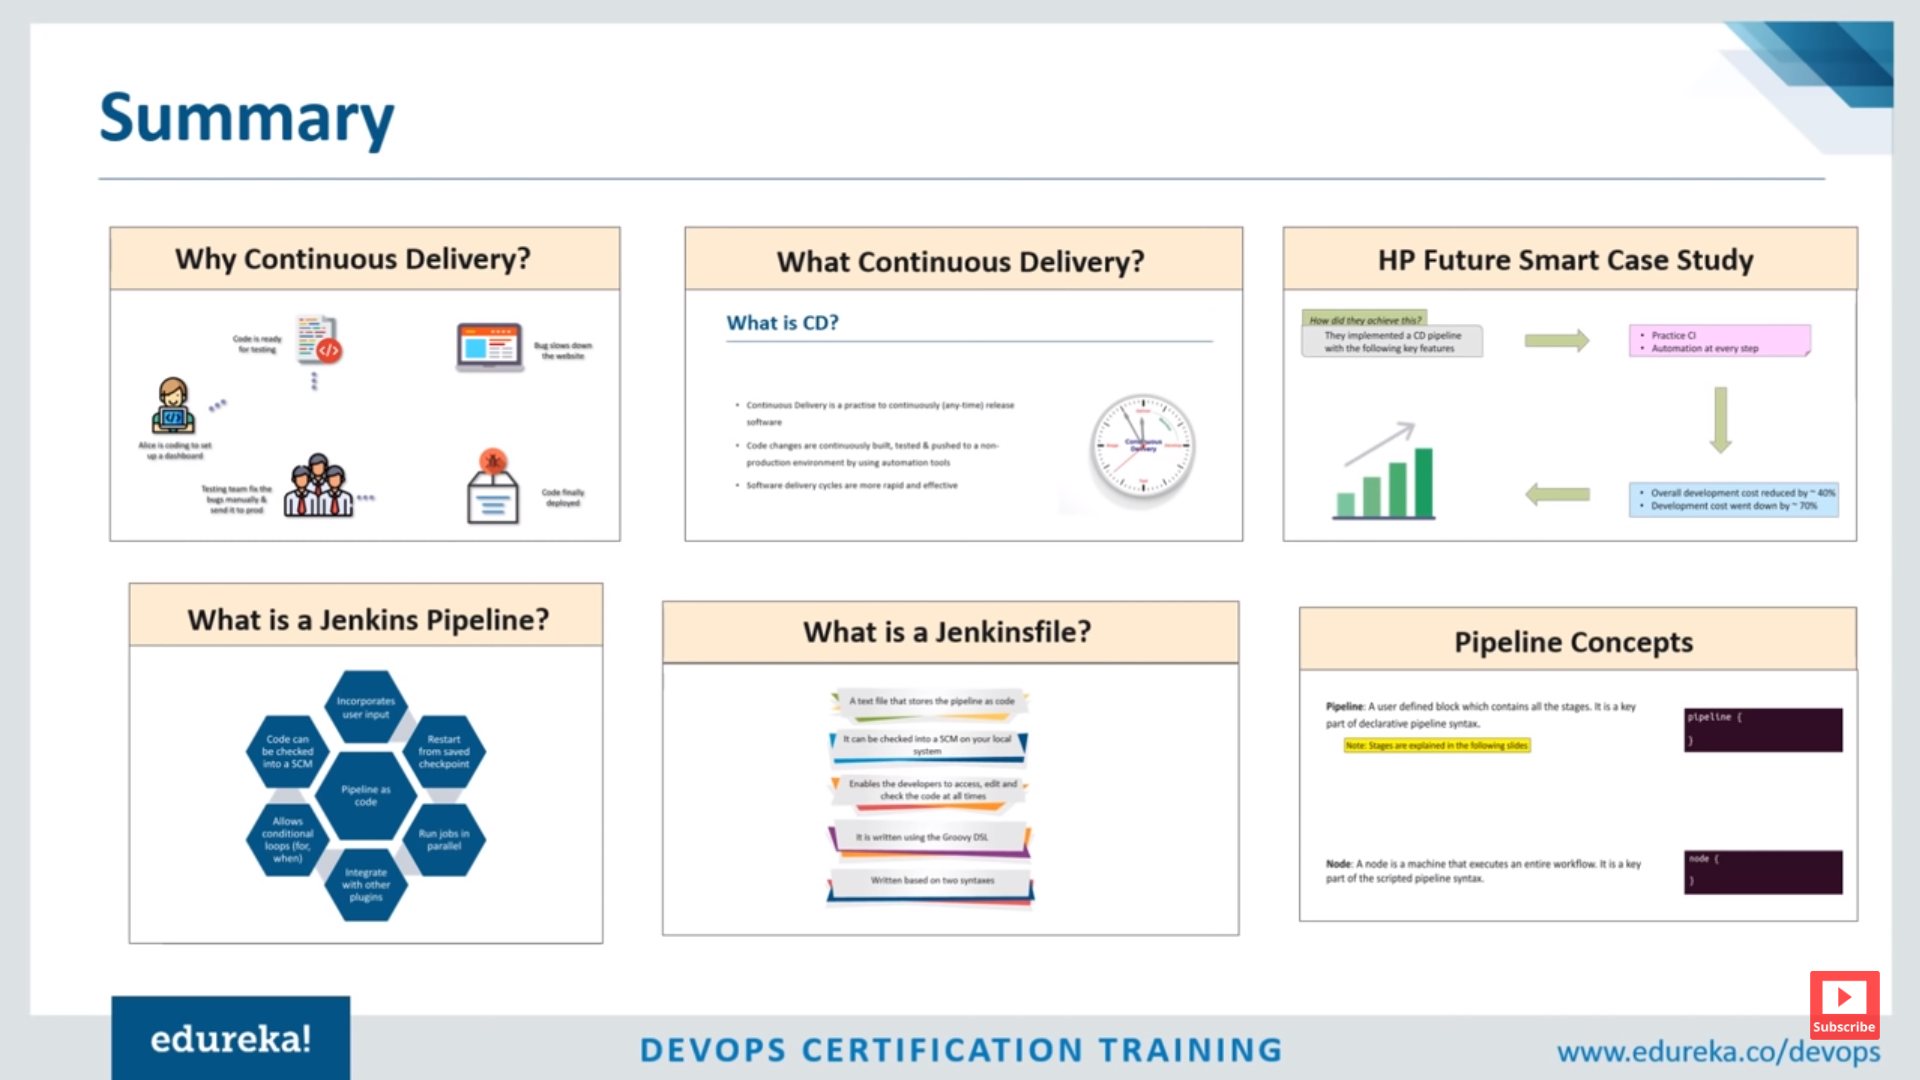 Summary
Why Continuous Delivery?
Code is ready
for testing
Bug slows down
the website
Alice is coding to set
up a dashboard
Testing team fix the
bugs manually &
send it to prod
Code finally
deployed
What Continuous Delivery?
What is CD?
• Continuous Delivery is a practise to continuously (any-time) release
software
• Code changes are continuously built, tested & pushed to a non-
production environment by using automation tools
• Software delivery cycles are more rapid and effective
Continuous
Delivery
HP Future Smart Case Study
How did they achieve this?
They implemented a CD pipeline
with the following key features
• Practice CI
• Automation at every step
• Overall development cost reduced by ~ 40%
• Development cost went down by ~ 70%
What is a Jenkins Pipeline?
Incorporates
user input
Code can
be checked
into a SCM
Restart
from saved
checkpoint
Pipeline as
code
Allows
conditional
loops (for,
when)
Run jobs in
parallel
Integrate
with other
plugins
What is a Jenkinsfile?
A text file that stores the pipeline as code
It can be checked into a SCM on your local
system
Enables the developers to access, edit and
check the code at all times
It is written using the Groovy DSL
Written based on two syntaxes
Pipeline Concepts
Pipeline: A user defined block which contains all the stages. It is a key
part of declarative pipeline syntax.
Note: Stages are explained in the following slides
pipeline {
}
Node: A node is a machine that executes an entire workflow. It is a key
part of the scripted pipeline syntax.
node {
}
Subscribe
edureka!
DEVOPS CERTIFICATION TRAINING
www.edureka.co/devops